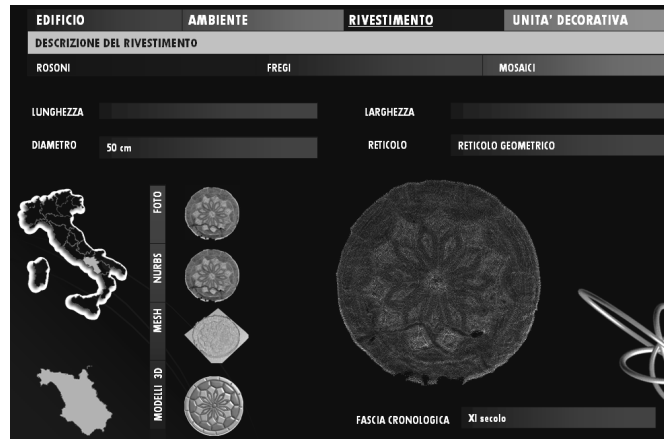 EDIFICIO AMBIENTE RIVESTIMENTO UNITA' DECORATIVA
DESCRIZIONE DEL RIVESTIMENTO
ROSONI FREGI MOSAICI
LUNGHEZZA LARGHEZZA
DIAMETRO 50 cm RETICOLO RETICOLO GEOMETRICO
FOTO
NURBS
MESH
MODELLI 3D
FASCIA CRONOLOGICA XI secolo